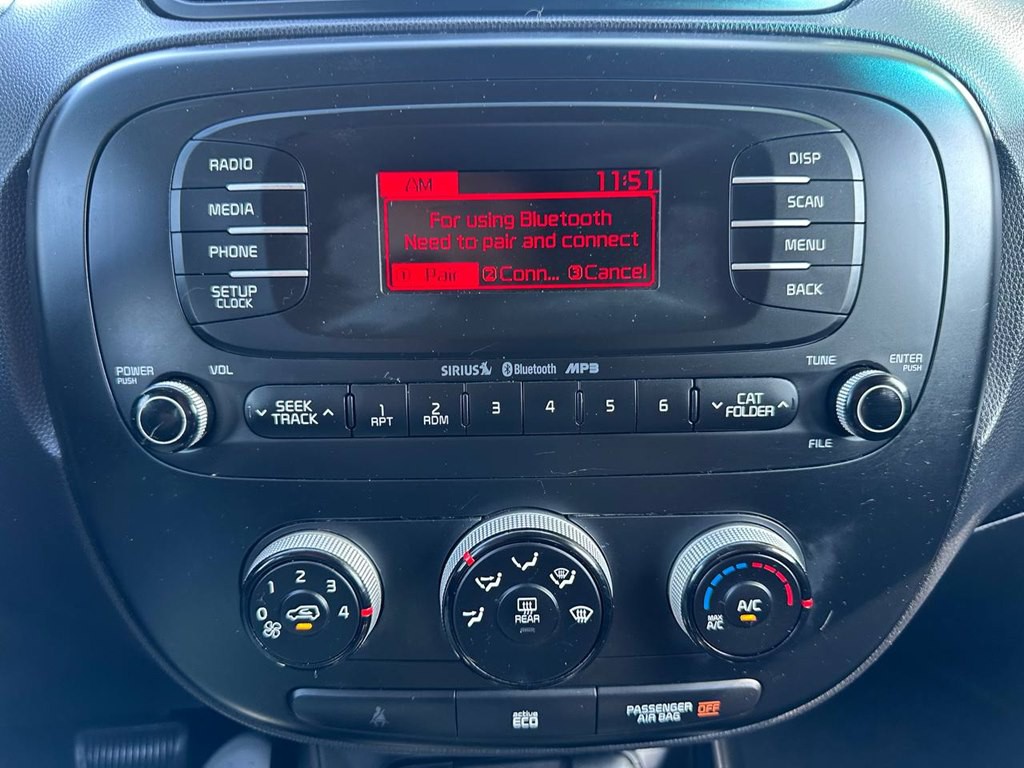 RADIO
MEDIA
PHONE
SETUP
CLOCK
AM 11:51
For using Bluetooth
Need to pair and connect
1 Pair 2 Conn... 3 Cancel
DISP
SCAN
MENU
BACK
POWER
PUSH
VOL
SIRIUS Bluetooth MP3
TUNE
ENTER
PUSH
FILE
SEEK
TRACK
1
RPT
2
RDM
3
4
5
6
CAT
FOLDER
0 1 2 3 4
REAR
MAX
A/C
A/C
active
ECO
PASSENGER
AIR BAG OFF